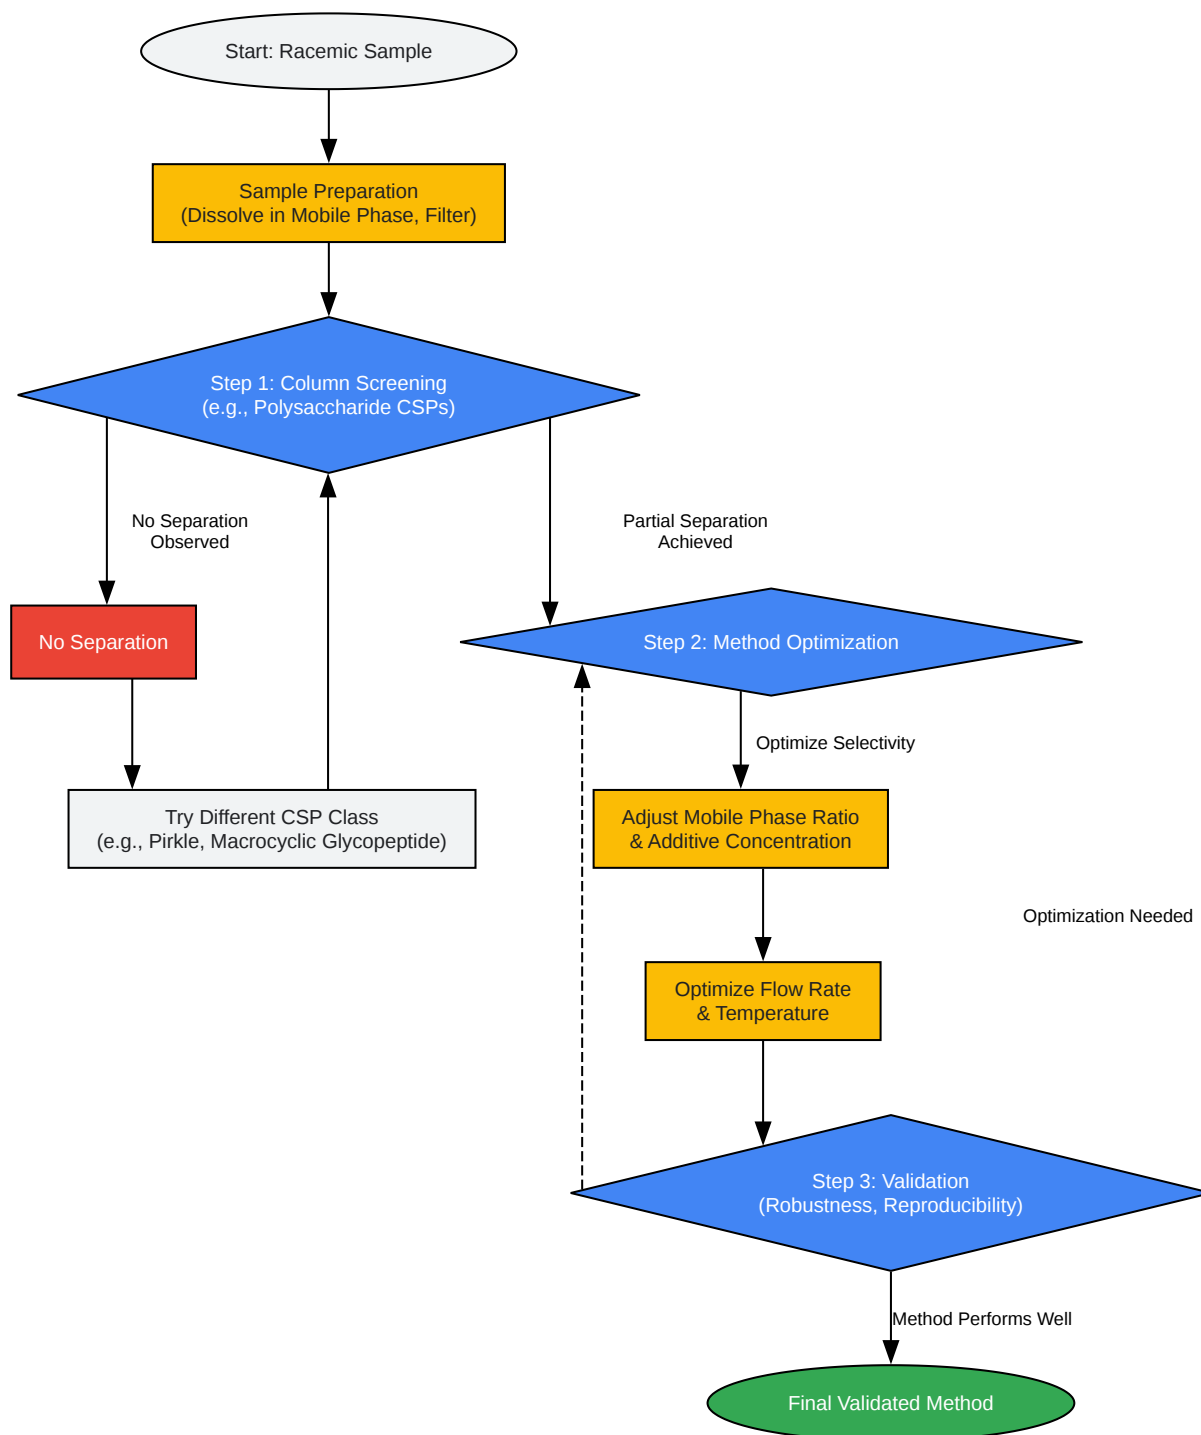 Start: Racemic Sample
Sample Preparation
(Dissolve in Mobile Phase, Filter)
Step 1: Column Screening
(e.g., Polysaccharide CSPs)
No Separation
Observed
Partial Separation
Achieved
No Separation
Step 2: Method Optimization
Optimize Selectivity
Try Different CSP Class
(e.g., Pirkle, Macrocyclic Glycopeptide)
Adjust Mobile Phase Ratio
& Additive Concentration
Optimization Needed
Optimize Flow Rate
& Temperature
Step 3: Validation
(Robustness, Reproducibility)
Method Performs Well
Final Validated Method